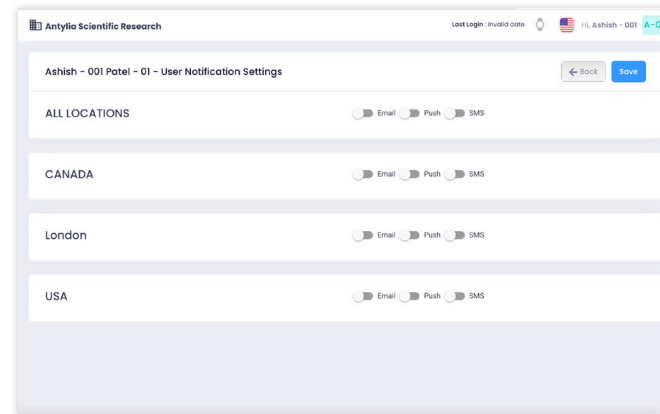 Antylia Scientific Research
Last Login : Invalid date
Hi, Ashish - 001
A-0
Ashish - 001 Patel - 01 - User Notification Settings
← Back
Save
ALL LOCATIONS
Email Push SMS
CANADA
Email Push SMS
London
Email Push SMS
USA
Email Push SMS